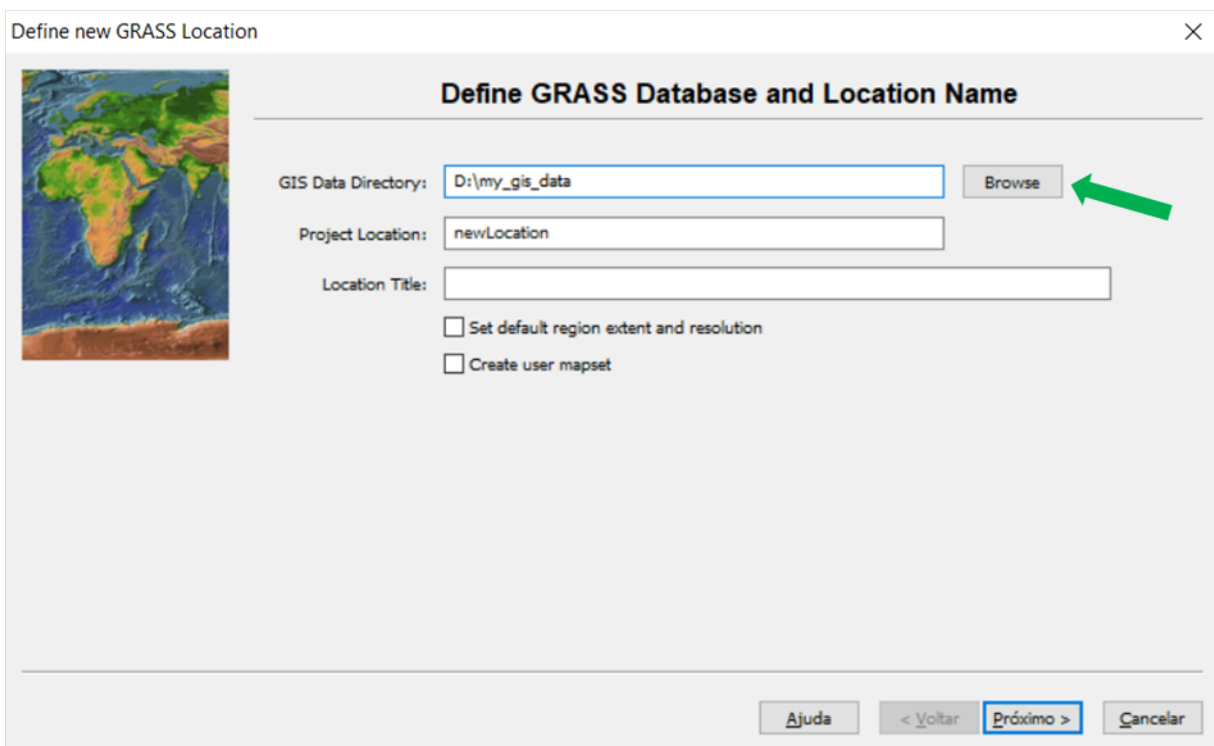 Define new GRASS Location
Define GRASS Database and Location Name
GIS Data Directory: D:\my_gis_data Browse
Project Location: newLocation
Location Title:
Set default region extent and resolution
Create user mapset
Ajuda < Voltar Próximo > Cancelar